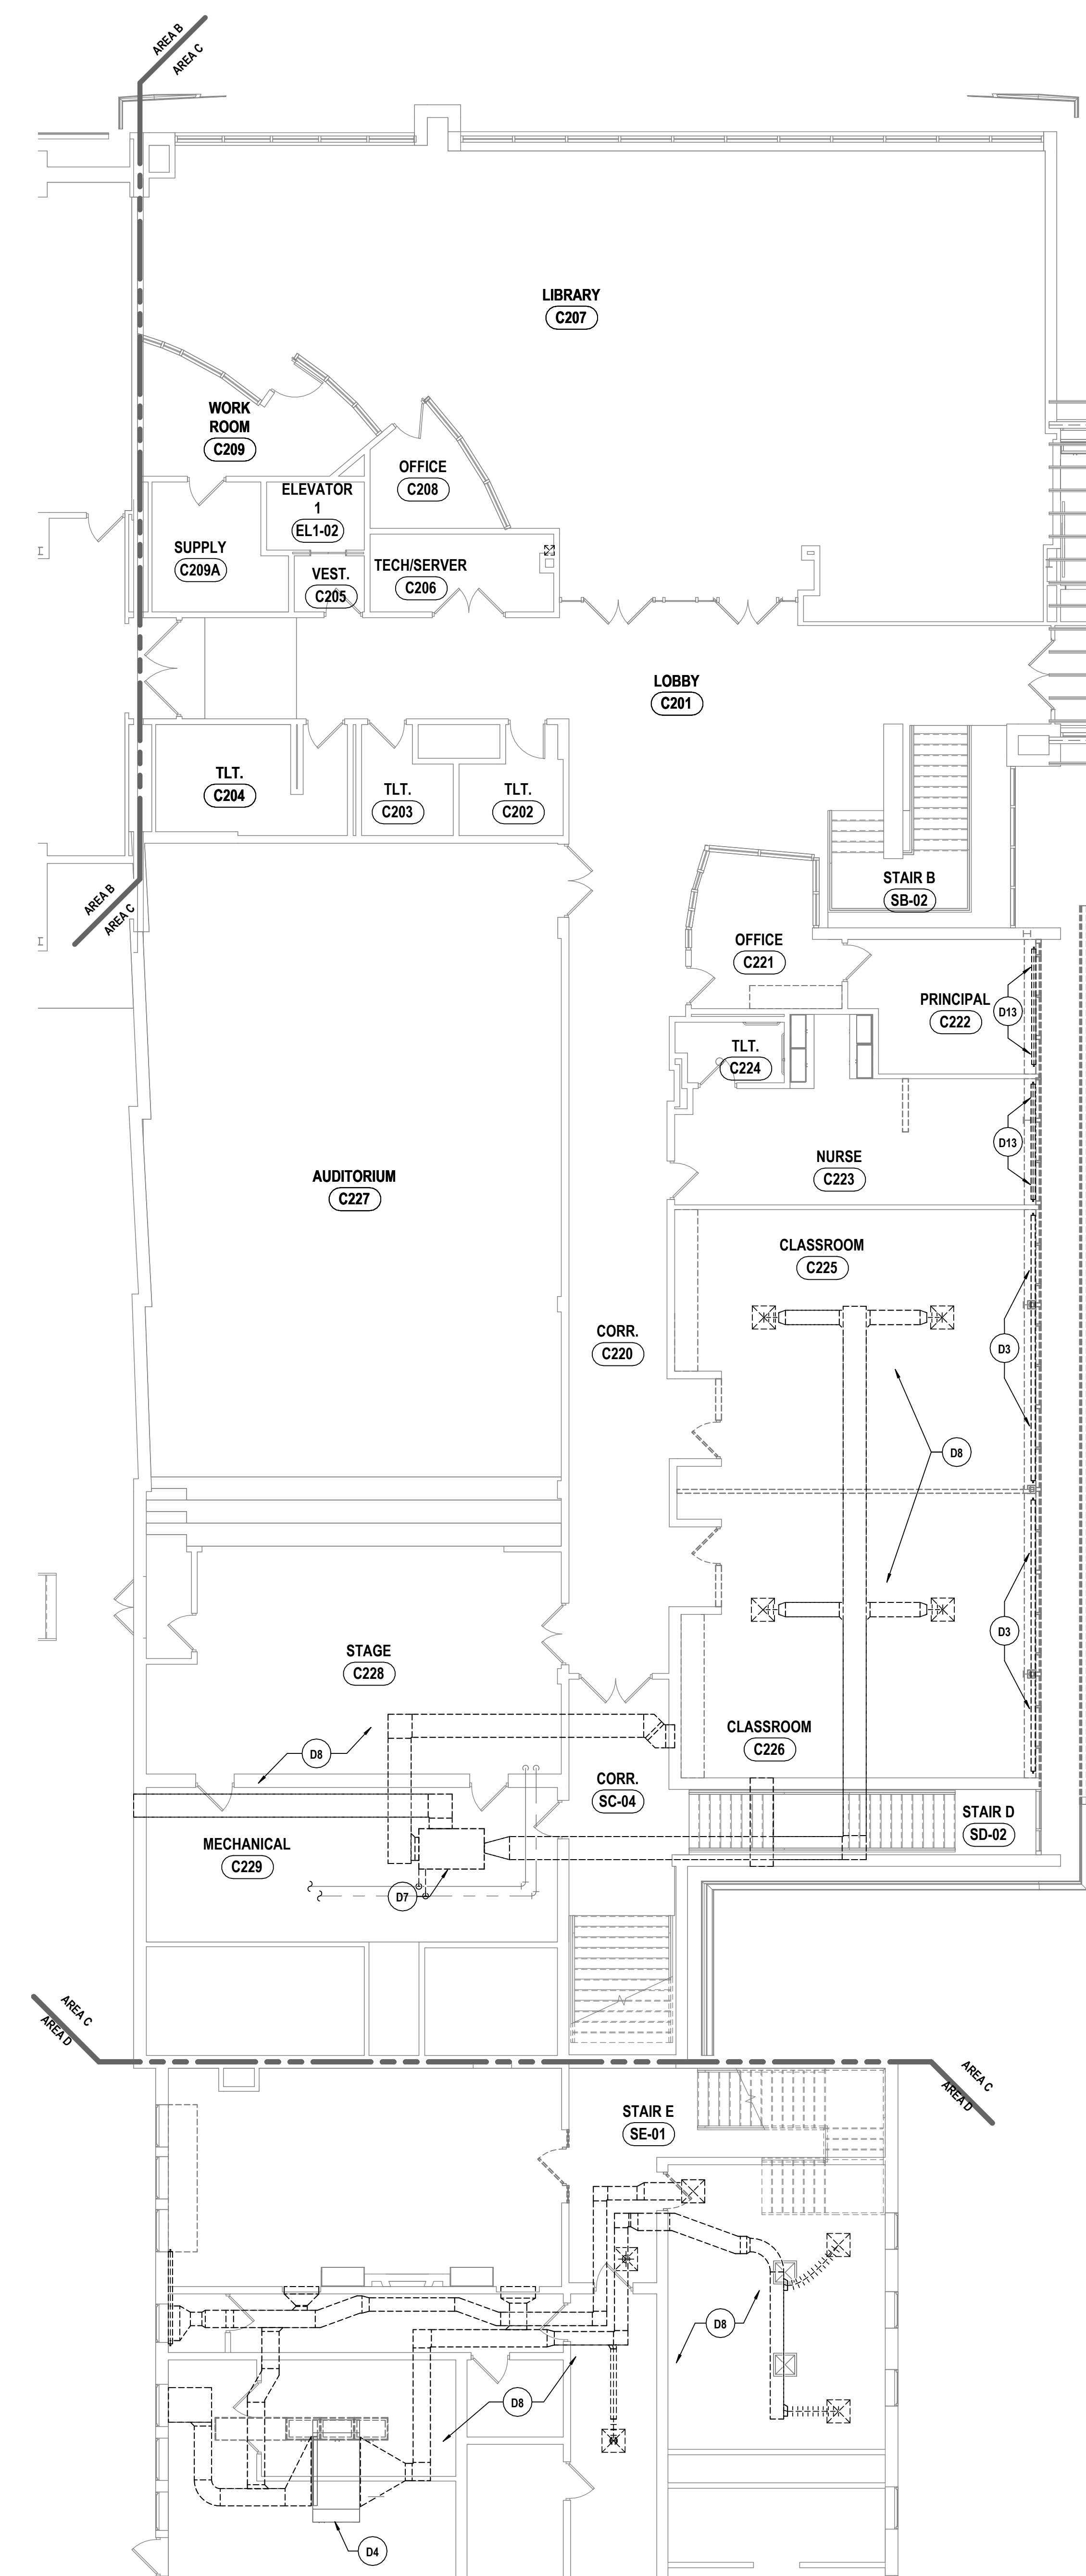 AREA B
AREA C
LIBRARY
C207
WORK
ROOM
C209
OFFICE
C208
ELEVATOR
1
EL1-02
SUPPLY
C209A
VEST.
C205
TECH/SERVER
C206
LOBBY
C201
TLT.
C204
TLT.
C203
TLT.
C202
STAIR B
SB-02
AREA B
AREA C
OFFICE
C221
PRINCIPAL
C222
D13
TLT.
C224
D13
NURSE
C223
AUDITORIUM
C227
CLASSROOM
C225
CORR.
C220
D3
D8
D3
STAGE
C228
CLASSROOM
C226
D8
CORR.
SC-04
STAIR D
SD-02
MECHANICAL
C229
D7
AREA C
AREA D
AREA C
AREA D
STAIR E
SE-01
D8
D8
D4